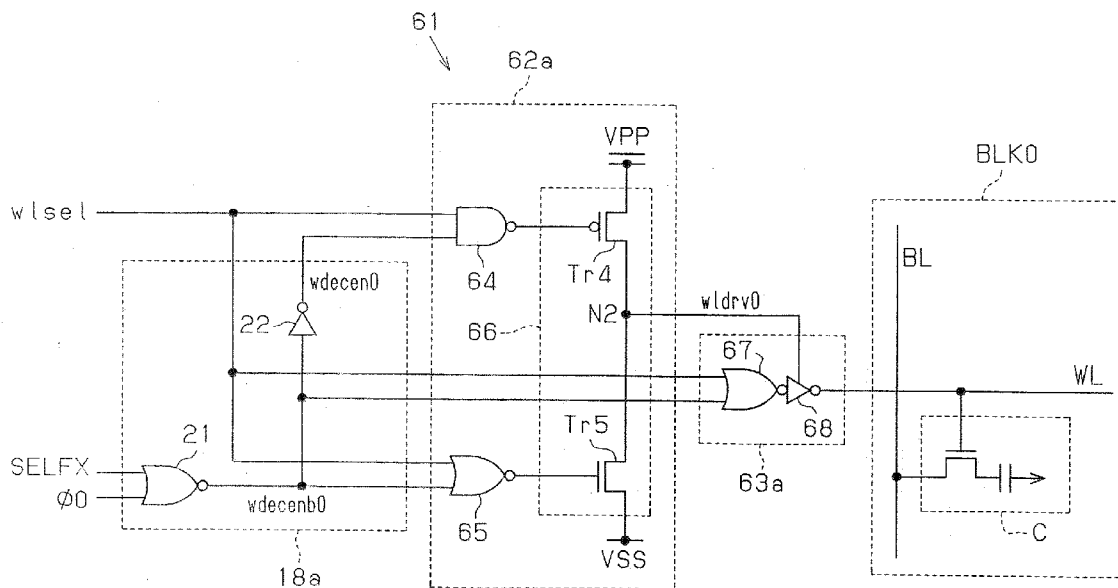 61
62a
VPP
BLK0
wlsel
BL
wdecen0
64
Tr4
wldrv0
22
N2
66
67
WL
68
Tr5
63a
21
SELFX
Ø0
wdecenb0
65
C
18a
VSS